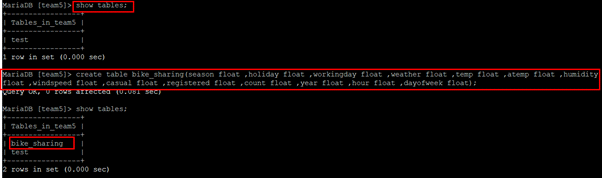 MariaDB [team5]> show tables;
+-----------------+
| Tables_in_team5 |
+-----------------+
| test            |
+-----------------+
1 row in set (0.000 sec)
MariaDB [team5]> create table bike_sharing(season float ,holiday float ,workingday float ,weather float ,temp float ,atemp float ,humidity
float ,windspeed float ,casual float ,registered float ,count float ,year float ,hour float ,dayofweek float);
Query OK, 0 rows affected (0.081 sec)
MariaDB [team5]> show tables;
+-----------------+
| Tables_in_team5 |
+-----------------+
| bike_sharing    |
| test            |
+-----------------+
2 rows in set (0.000 sec)